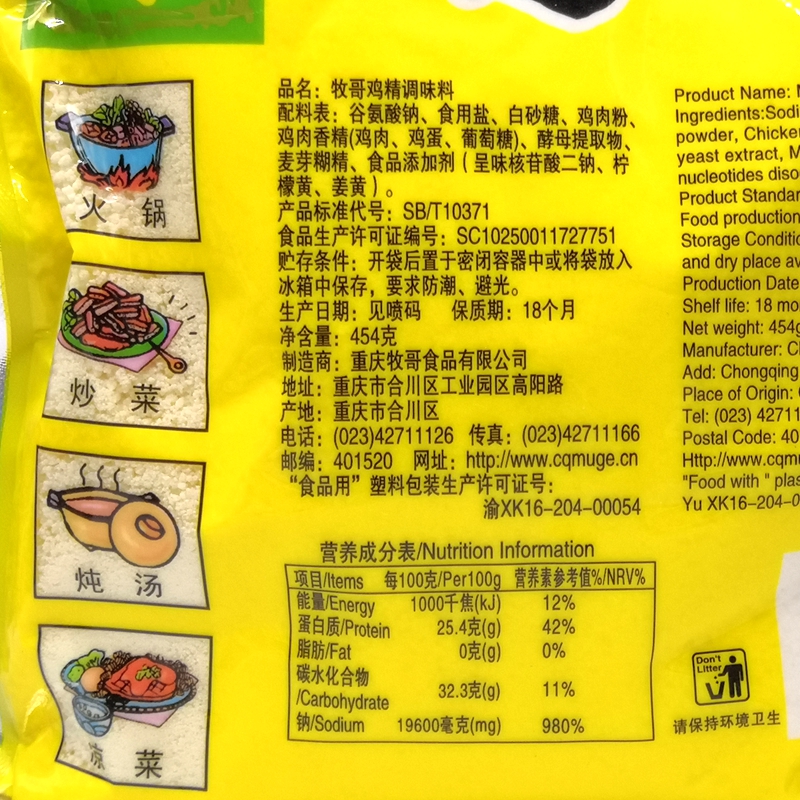 火 锅
炒 菜
炖 汤
凉 菜
品名：牧哥鸡精调味料
配料表：谷氨酸钠、食用盐、白砂糖、鸡肉粉、
鸡肉香精(鸡肉、鸡蛋、葡萄糖)、酵母提取物、
麦芽糊精、食品添加剂（呈味核苷酸二钠、柠
檬黄、姜黄）。
产品标准代号：SB/T10371
食品生产许可证编号：SC10250011727751
贮存条件：开袋后置于密闭容器中或将袋放入
冰箱中保存，要求防潮、避光。
生产日期：见喷码 保质期：18个月
净含量：454克
制造商：重庆牧哥食品有限公司
地址：重庆市合川区工业园区高阳路
产地：重庆市合川区
电话：(023)42711126 传真：(023)42711166
邮编：401520 网址：http://www.cqmuge.cn
“食品用”塑料包装生产许可证号：
渝XK16-204-00054
营养成分表/Nutrition Information
项目/Items 每100克/Per100g 营养素参考值%/NRV%
能量/Energy 1000千焦(kJ) 12%
蛋白质/Protein 25.4克(g) 42%
脂肪/Fat 0克(g) 0%
碳水化合物
/Carbohydrate 32.3克(g) 11%
钠/Sodium 19600毫克(mg) 980%
Product Name:
Ingredients:Sodi
powder, Chicken
yeast extract, M
nucleotides diso
Product Standar
Food production
Storage Conditio
and dry place av
Production Date
Shelf life: 18 mo
Net weight: 454g
Manufacturer: C
Add: Chongqing
Place of Origin:
Tel: (023) 42711
Postal Code: 40
Http://www.cqmu
"Food with " plas
Yu XK16-204-0
Don't
Litter
请保持环境卫生